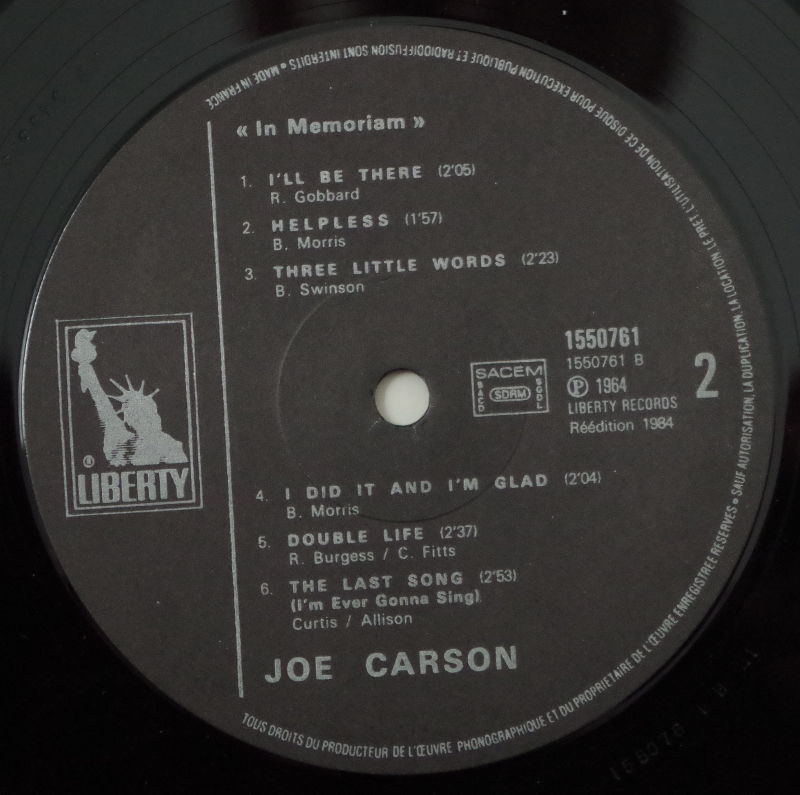 « In Memoriam »
1. I'LL BE THERE (2'05)
R. Gobbard
2. HELPLESS (1'57)
B. Morris
3. THREE LITTLE WORDS (2'23)
B. Swinson
1550761
1550761 B
Ⓟ 1964
LIBERTY RECORDS
Réédition 1984
2
SACEM
SACD
SDRM
SGDL
® LIBERTY
4. I DID IT AND I'M GLAD (2'04)
B. Morris
5. DOUBLE LIFE (2'37)
R. Burgess / C. Fitts
6. THE LAST SONG (2'53)
(I'm Ever Gonna Sing)
Curtis / Allison
JOE CARSON
TOUS DROITS DU PRODUCTEUR DE L'ŒUVRE PHONOGRAPHIQUE ET DU PROPRIETAIRE DE L'ŒUVRE ENREGISTREE RESERVES • SAUF AUTORISATION, LA DUPLICATION, LA LOCATION, LE PRET, L'UTILISATION DE CE DISQUE POUR EXECUTION PUBLIQUE ET RADIODIFFUSION SONT INTERDITS • MADE IN FRANCE